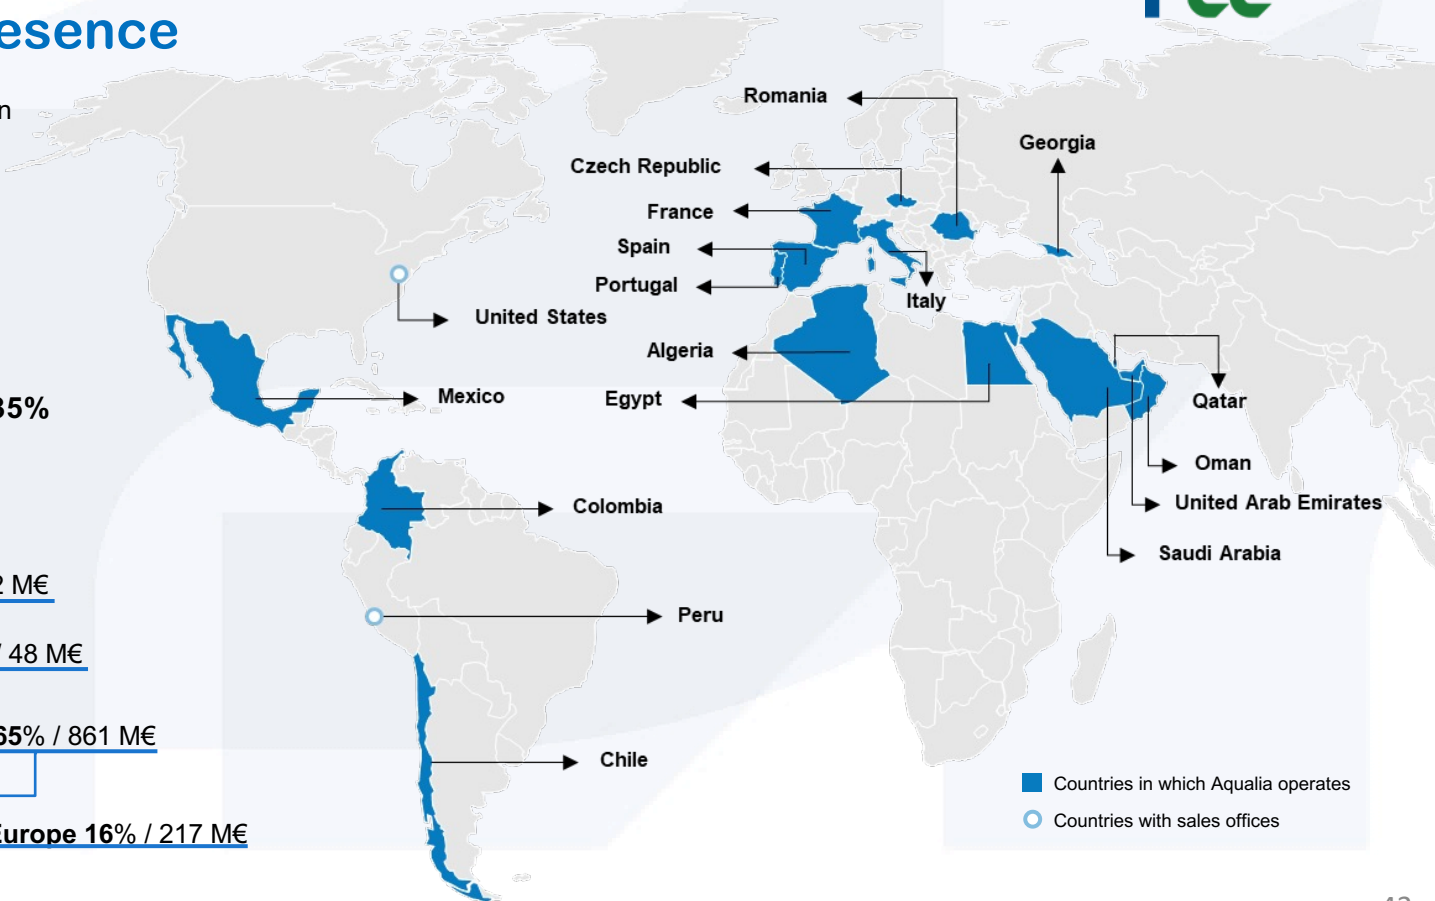 esence
n
Romania
Georgia
Czech Republic
France
Spain
Portugal
Italy
United States
Algeria
Mexico
Egypt
Qatar
35%
Oman
United Arab Emirates
Colombia
Saudi Arabia
2 M€
Peru
/ 48 M€
65% / 861 M€
Chile
Countries in which Aqualia operates
Countries with sales offices
Europe 16% / 217 M€